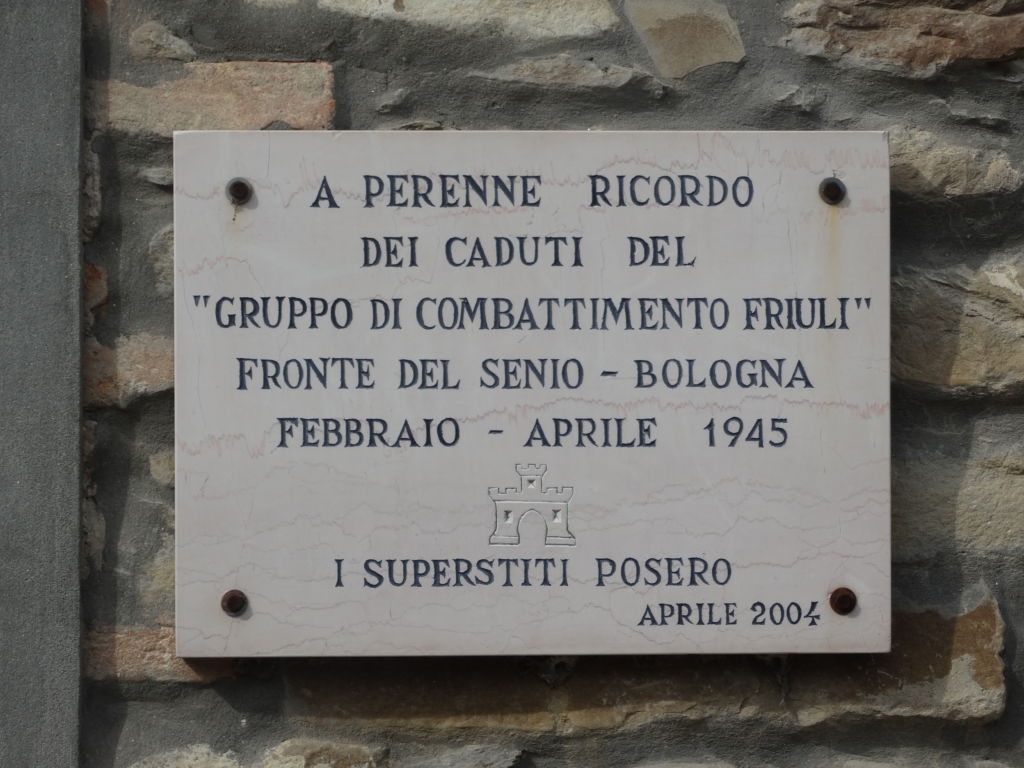 A PERENNE RICORDO
DEI CADUTI DEL
"GRUPPO DI COMBATTIMENTO FRIULI"
FRONTE DEL SENIO - BOLOGNA
FEBBRAIO - APRILE 1945
I SUPERSTITI POSERO
APRILE 2004